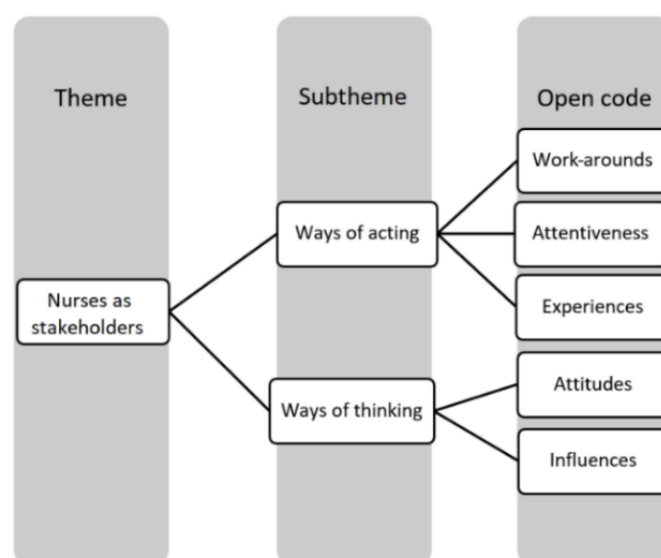 Theme
Subtheme
Open code
Work-arounds
Ways of acting
Attentiveness
Nurses as
stakeholders
Experiences
Ways of thinking
Attitudes
Influences